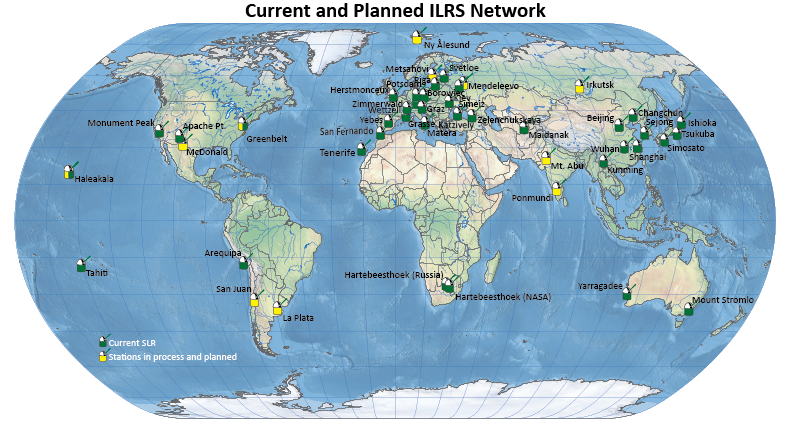 Current and Planned ILRS Network
Ny Ålesund
Metsahovi
Svetloe
Riga
Potsdam
Mendeleevo
Irkutsk
Herstmonceux
Borowiec
Kiev
Zimmerwald
Simeiz
Wettzell
Graz
Changchun
Monument Peak
Apache Pt.
Yebes
Grasse
Katzively
Zelenchukskaya
Beijing
Sejong
Ishioka
San Fernando
Matera
Maidanak
Tsukuba
Greenbelt
McDonald
Tenerife
Wuhan
Simosato
Shanghai
Mt. Abu
Kunming
Haleakala
Ponmundi
Arequipa
Tahiti
Hartebeesthoek (Russia)
San Juan
Yarragadee
Hartebeesthoek (NASA)
Mount Stromlo
La Plata
Current SLR
Stations in process and planned